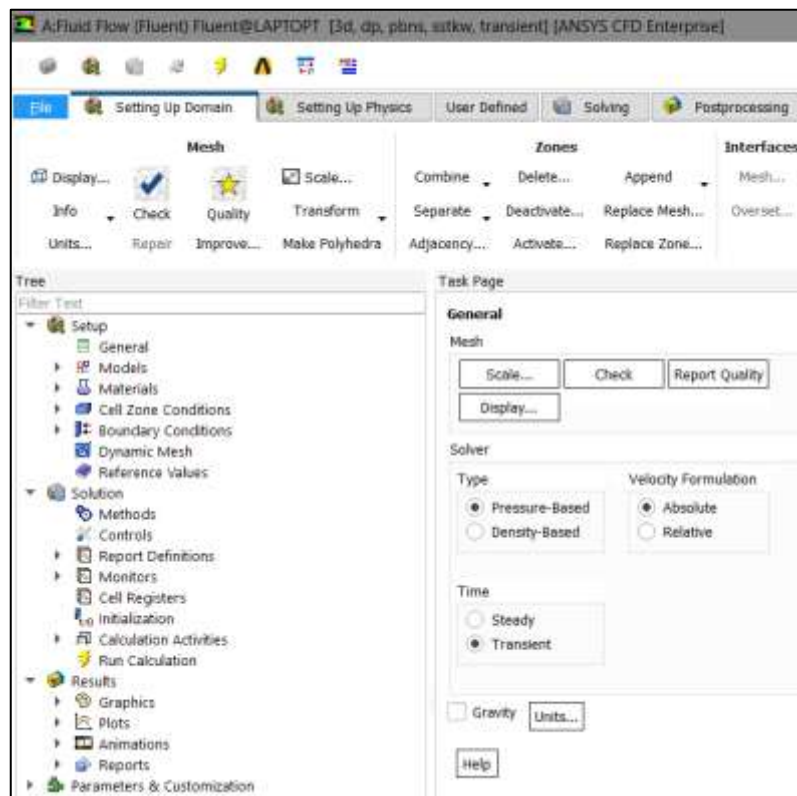 A:Fluid Flow (Fluent) Fluent@LAPTOPT [3d, dp, pbns, sstkw, transient] [ANSYS CFD Enterprise]
File Setting Up Domain Setting Up Physics User Defined Solving Postprocessing
Mesh Zones Interfaces
Display... Scale... Combine Delete... Append Mesh...
Info Check Quality Transform Separate Deactivate... Replace Mesh... Overset...
Units... Repair Improve... Make Polyhedra Adjacency... Activate... Replace Zone...
Tree
Filter Text
Setup
General
Models
Materials
Cell Zone Conditions
Boundary Conditions
Dynamic Mesh
Reference Values
Solution
Methods
Controls
Report Definitions
Monitors
Cell Registers
Initialization
Calculation Activities
Run Calculation
Results
Graphics
Plots
Animations
Reports
Parameters & Customization
Task Page
General
Mesh
Scale... Check Report Quality
Display...
Solver
Type Velocity Formulation
Pressure-Based Absolute
Density-Based Relative
Time
Steady
Transient
Gravity Units...
Help